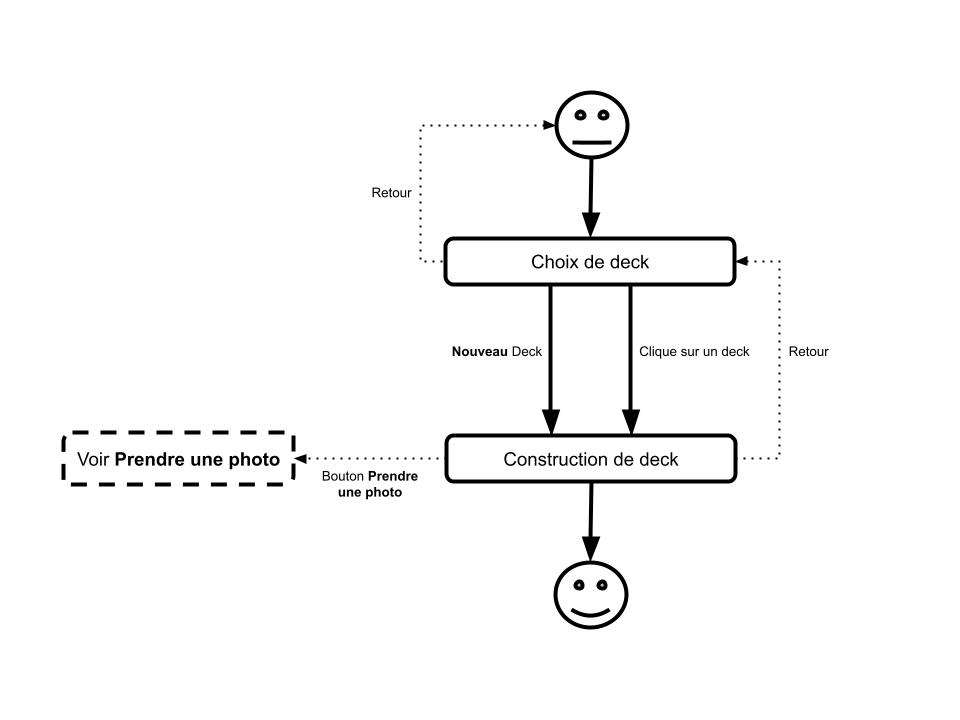 Retour
Choix de deck
Nouveau Deck
Clique sur un deck
Retour
Voir Prendre une photo
Construction de deck
Bouton Prendre
une photo